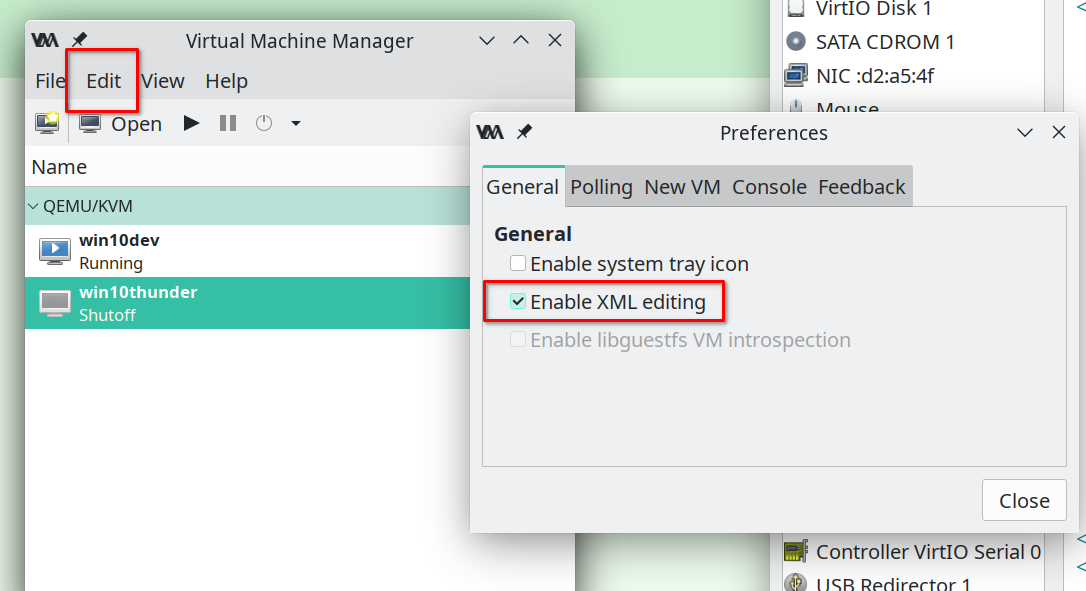 Virtual Machine Manager
File Edit View Help
Open
Name
QEMU/KVM
win10dev
Running
win10thunder
Shutoff
VirtIO Disk 1
SATA CDROM 1
NIC :d2:a5:4f
Mouse
Preferences
General Polling New VM Console Feedback
General
Enable system tray icon
Enable XML editing
Enable libguestfs VM introspection
Close
Controller VirtIO Serial 0
USB Redirector 1